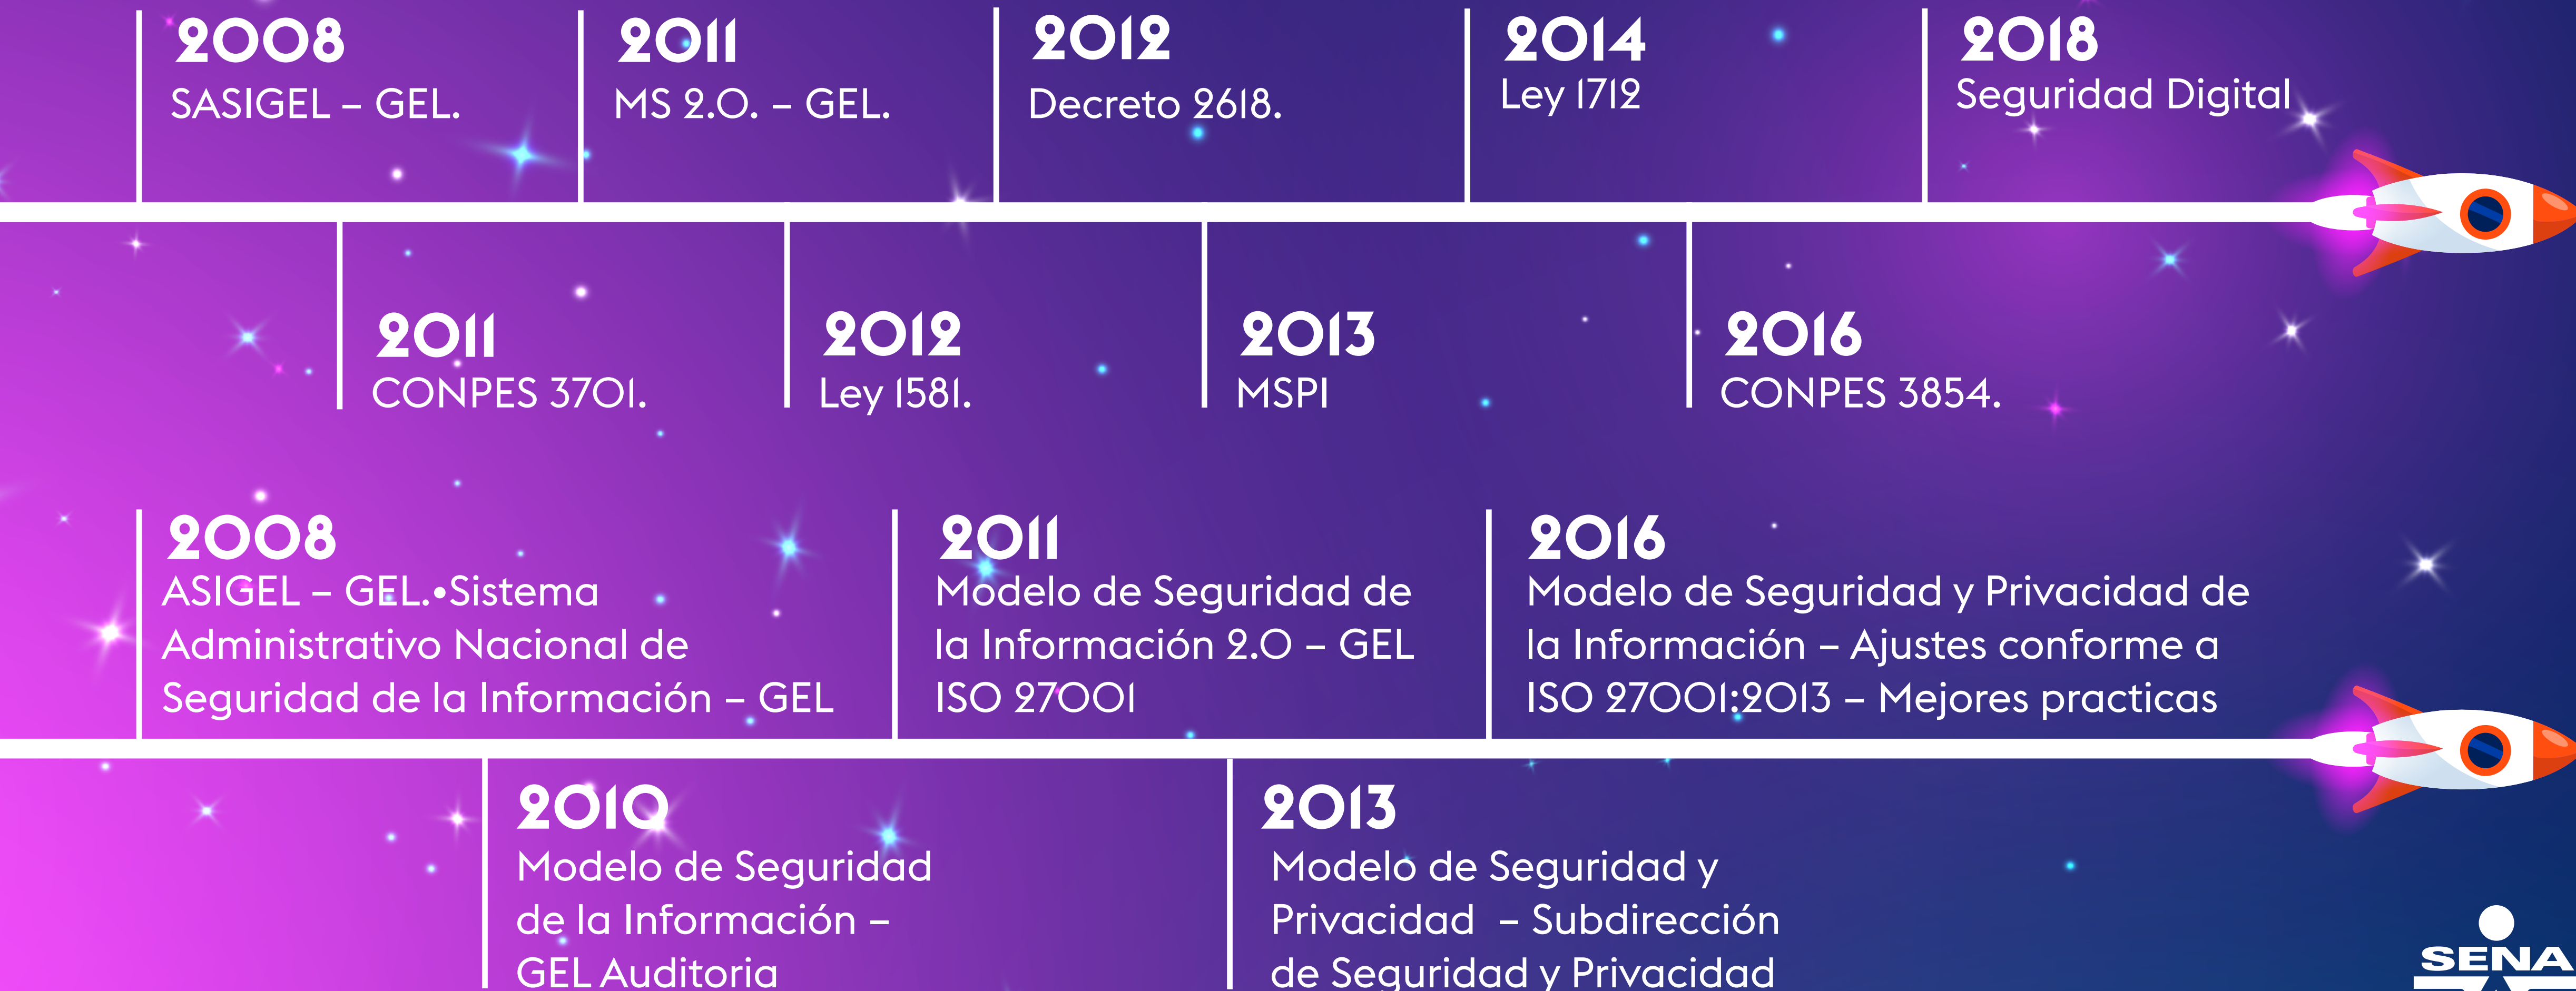 2008
SASIGEL – GEL.
2011
MS 2.0. – GEL.
2012
Decreto 2618.
2014
Ley 1712
2018
Seguridad Digital
2011
CONPES 3701.
2012
Ley 1581.
2013
MSPI
2016
CONPES 3854.
2008
ASIGEL – GEL.•Sistema
Administrativo Nacional de
Seguridad de la Información – GEL
2011
Modelo de Seguridad de
la Información 2.0 – GEL
ISO 27001
2016
Modelo de Seguridad y Privacidad de
la Información – Ajustes conforme a
ISO 27001:2013 – Mejores practicas
2010
Modelo de Seguridad
de la Información –
GEL Auditoria
2013
Modelo de Seguridad y
Privacidad – Subdirección
de Seguridad y Privacidad
SENA